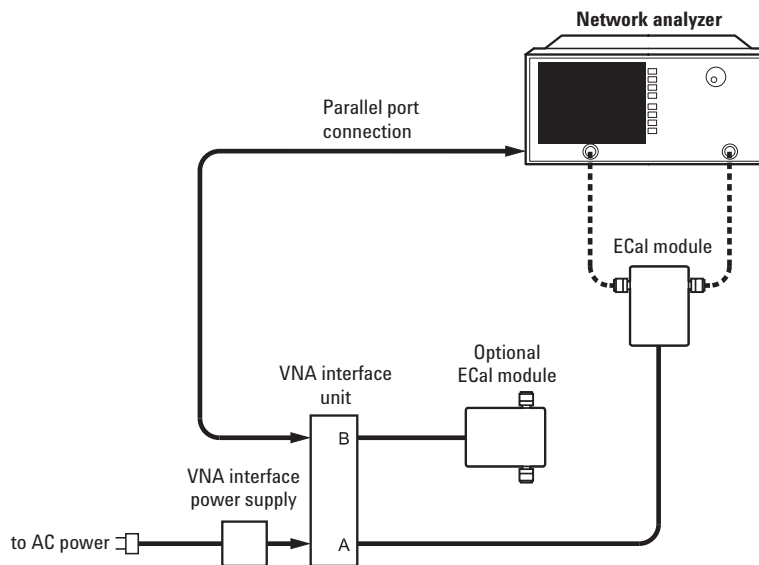 Network analyzer
Parallel port
connection
ECal module
Optional
ECal module
VNA interface
unit
B
VNA interface
power supply
to AC power
A